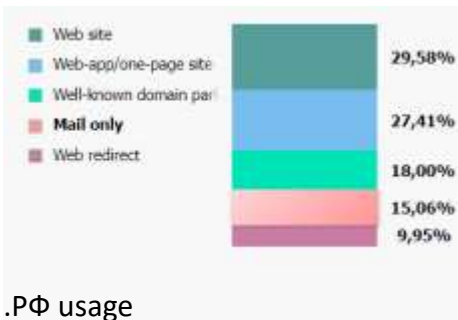 Web site
Web-app/one-page site
Well-known domain par
Mail only
Web redirect
29,58%
27,41%
18,00%
15,06%
9,95%
.РФ usage